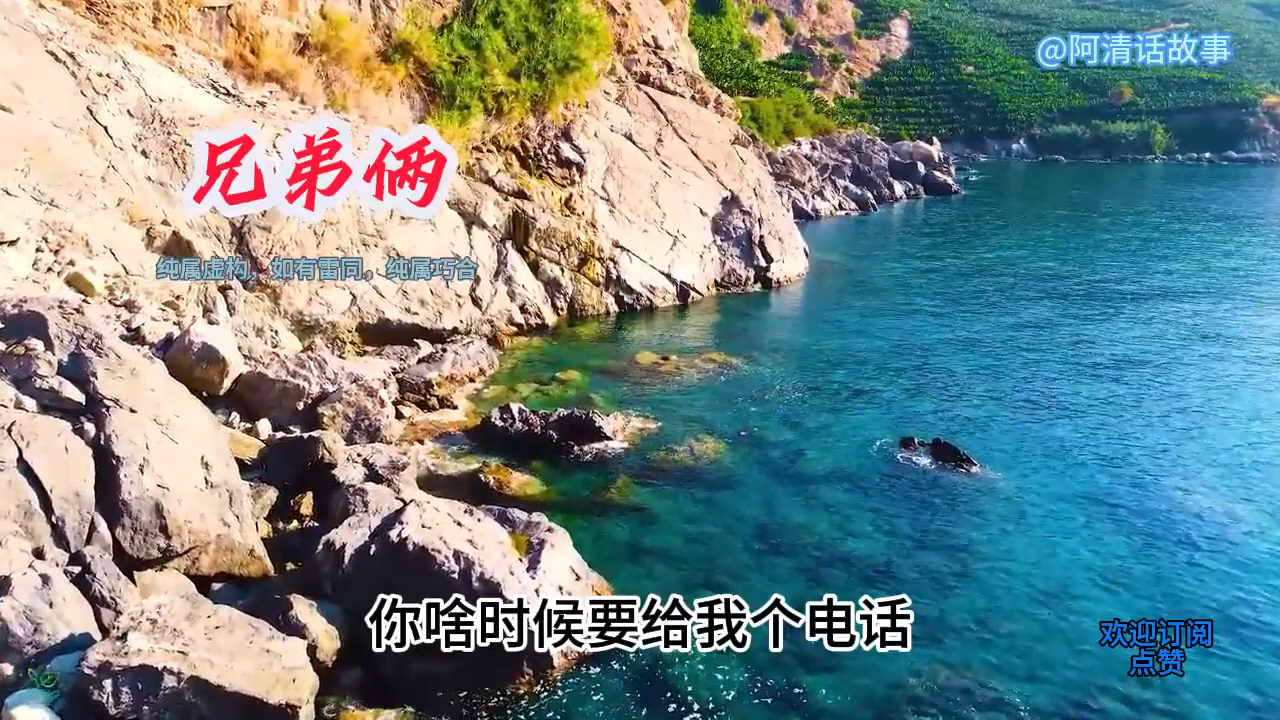 @阿清话故事
兄弟俩
纯属虚构，如有雷同，纯属巧合
你啥时候要给我个电话
欢迎订阅
点赞